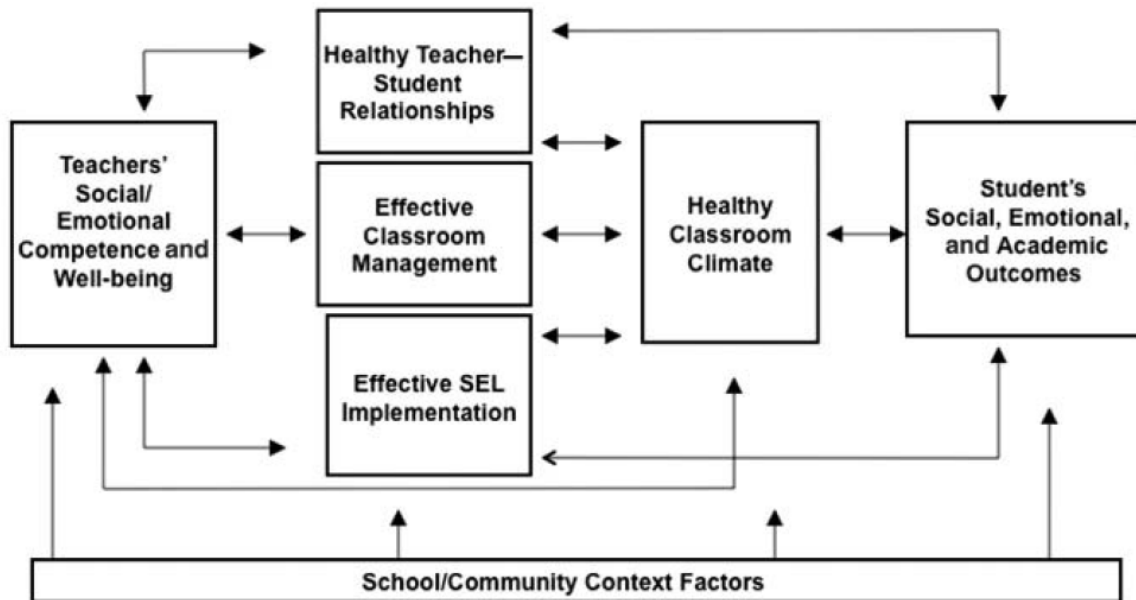 Healthy Teacher—
Student
Relationships
Teachers'
Social/
Emotional
Competence and
Well-being
Effective
Classroom
Management
Healthy
Classroom
Climate
Student's
Social, Emotional,
and Academic
Outcomes
Effective SEL
Implementation
School/Community Context Factors